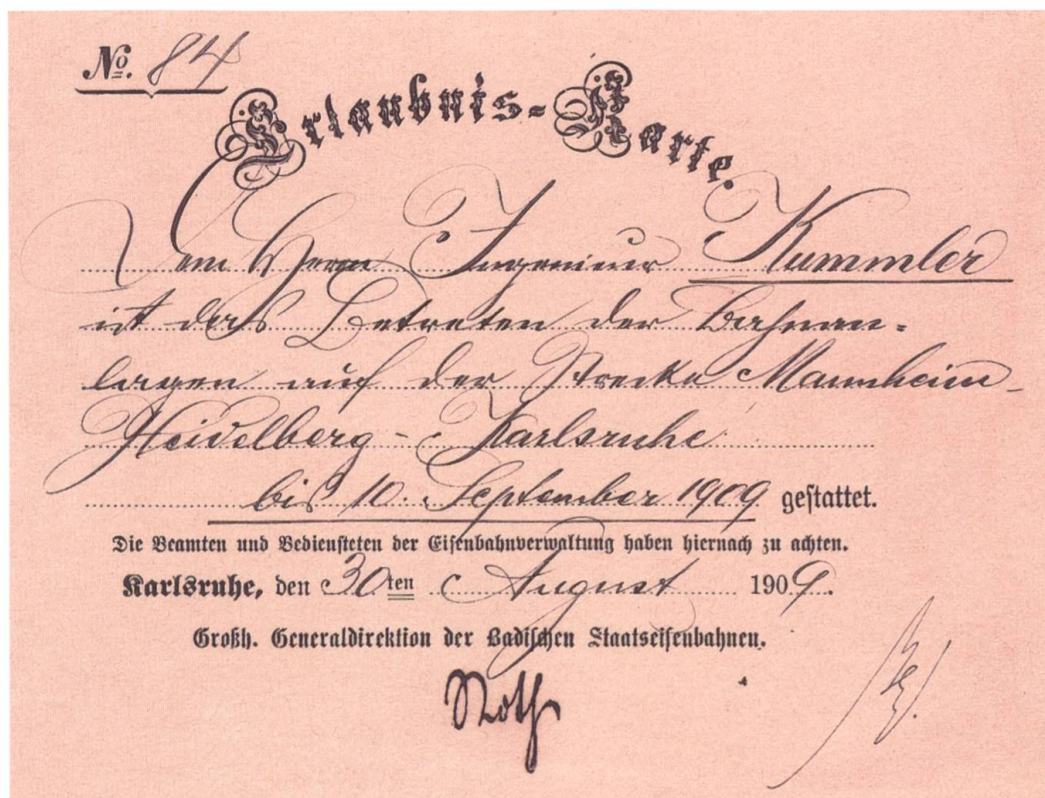 No. 84
Erlaubnis-Karte.
Dem Herrn Ingenieur Kummler
ist das Betreten der Bahnan-
lagen auf der Strecke Mannheim-
Heidelberg - Karlsruhe
bis 10. September 1909 gestattet.
Die Beamten und Bediensteten der Eisenbahnverwaltung haben hiernach zu achten.
Karlsruhe, den 30ten August 1909.
Großh. Generaldirektion der Badischen Staatseisenbahnen.
Roth